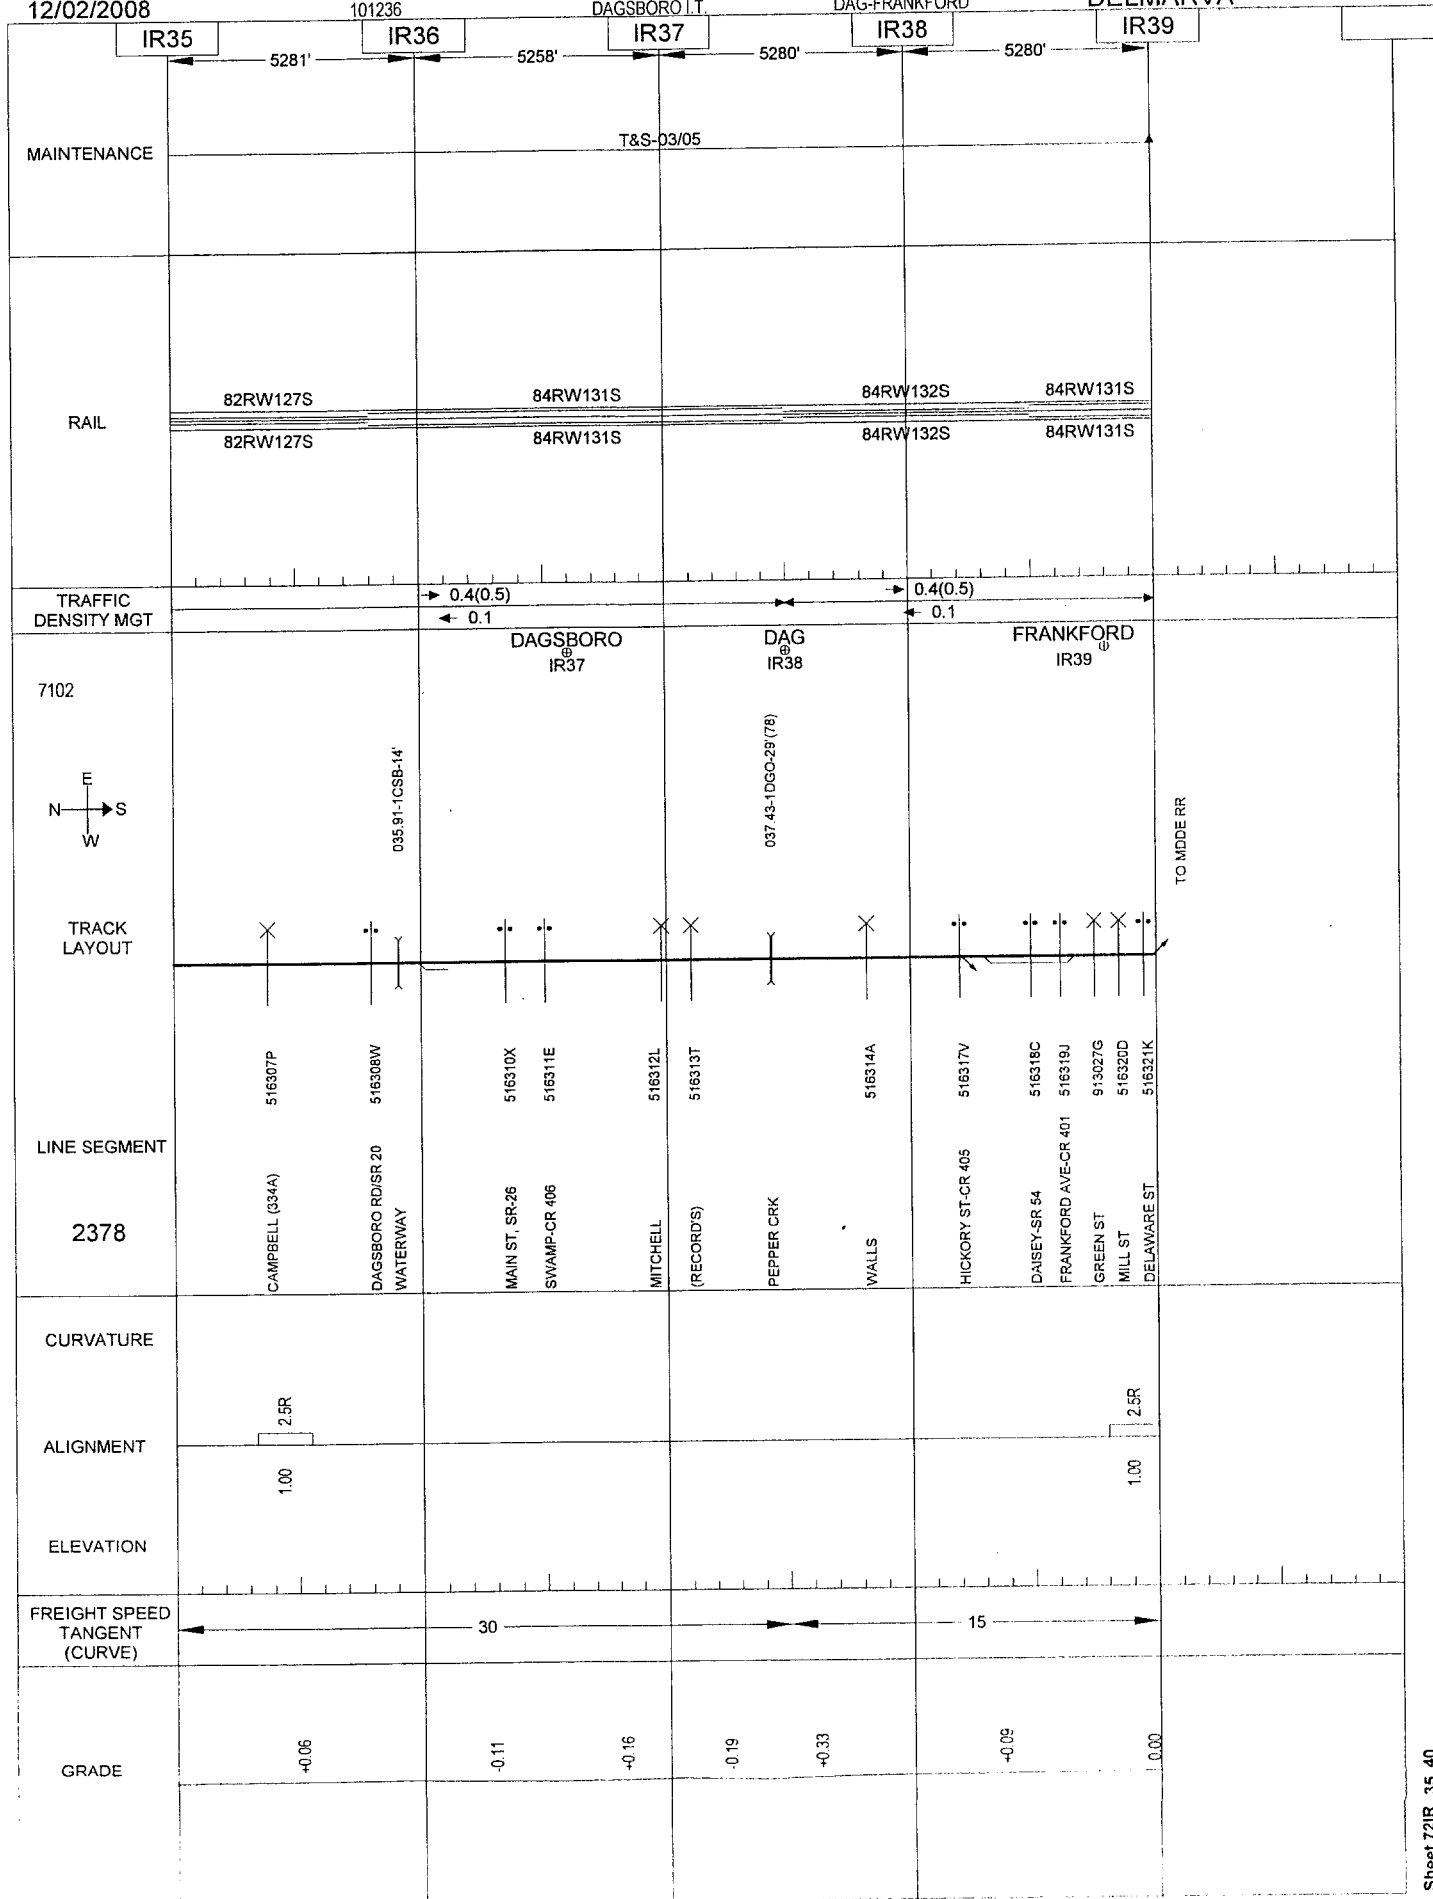 12/02/2008
101236
DAGSBORO I.T.
DAG-FRANKFORD
DELMARVA
IR35
IR36
IR37
IR38
IR39
5281'
5258'
5280'
5280'
MAINTENANCE
T&S-03/05
RAIL
82RW127S
84RW131S
84RW132S
84RW131S
82RW127S
84RW131S
84RW132S
84RW131S
TRAFFIC
DENSITY MGT
0.4(0.5)
0.1
0.4(0.5)
0.1
DAGSBORO
IR37
DAG
IR38
FRANKFORD
IR39
7102
E
N
S
W
035.91-1CSB-14'
037.43-1DGO-29'(78)
TO MDDE RR
TRACK
LAYOUT
516307P
516308W
516310X
516311E
516312L
516313T
516314A
516317V
516318C
516319J
913027G
516320D
516321K
LINE SEGMENT
2378
CAMPBELL (334A)
DAGSBORO RD/SR 20
WATERWAY
MAIN ST, SR-26
SWAMP-CR 406
MITCHELL
(RECORD'S)
PEPPER CRK
WALLS
HICKORY ST-CR 405
DAISEY-SR 54
FRANKFORD AVE-CR 401
GREEN ST
MILL ST
DELAWARE ST
CURVATURE
2.5R
2.5R
ALIGNMENT
1.00
1.00
ELEVATION
FREIGHT SPEED
TANGENT
(CURVE)
30
15
GRADE
+0.06
-0.11
+0.16
-0.19
+0.33
+0.09
0.00
Sheet 72IR 35 40